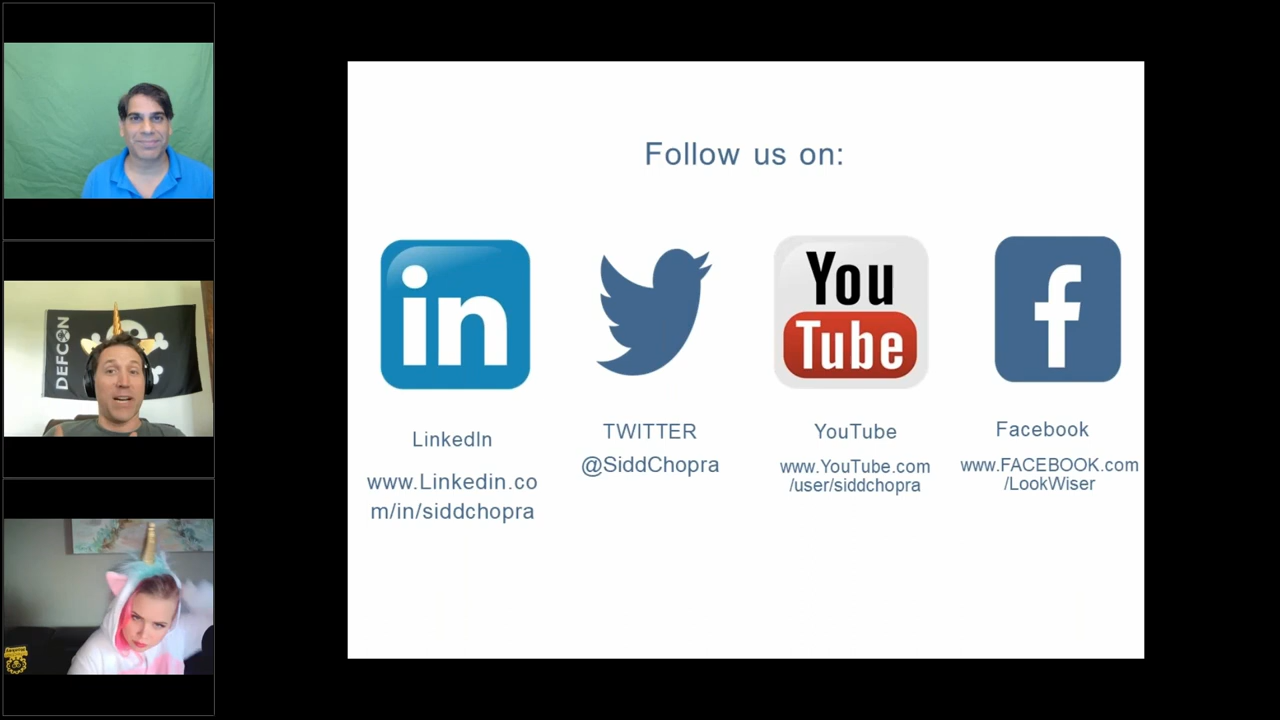 Follow us on:
in
You
Tube
f
LinkedIn
www.Linkedin.co
m/in/siddchopra
TWITTER
@SiddChopra
YouTube
www.YouTube.com
/user/siddchopra
Facebook
www.FACEBOOK.com
/LookWiser
DEFCON